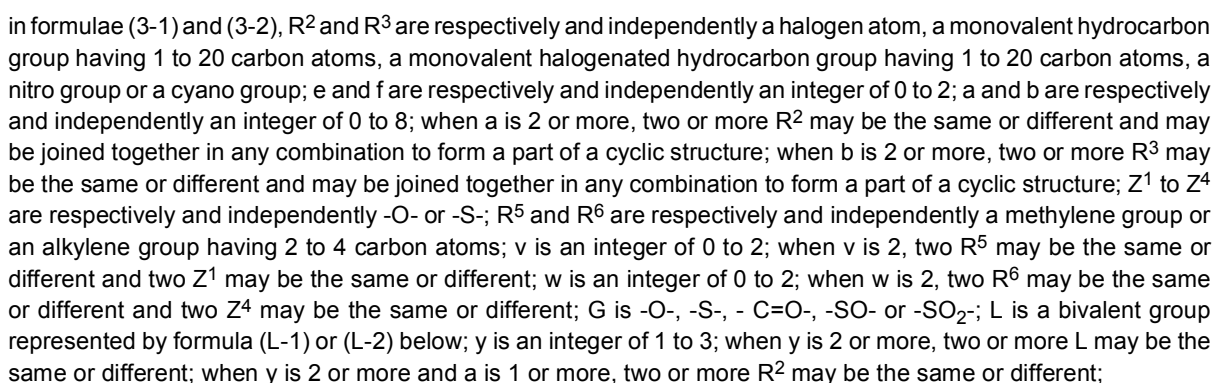 in formulae (3-1) and (3-2), R² and R³ are respectively and independently a halogen atom, a monovalent hydrocarbon
group having 1 to 20 carbon atoms, a monovalent halogenated hydrocarbon group having 1 to 20 carbon atoms, a
nitro group or a cyano group; e and f are respectively and independently an integer of 0 to 2; a and b are respectively
and independently an integer of 0 to 8; when a is 2 or more, two or more R² may be the same or different and may
be joined together in any combination to form a part of a cyclic structure; when b is 2 or more, two or more R³ may
be the same or different and may be joined together in any combination to form a part of a cyclic structure; Z¹ to Z⁴
are respectively and independently -O- or -S-; R⁵ and R⁶ are respectively and independently a methylene group or
an alkylene group having 2 to 4 carbon atoms; v is an integer of 0 to 2; when v is 2, two R⁵ may be the same or
different and two Z¹ may be the same or different; w is an integer of 0 to 2; when w is 2, two R⁶ may be the same
or different and two Z⁴ may be the same or different; G is -O-, -S-, - C=O-, -SO- or -SO₂-; L is a bivalent group
represented by formula (L-1) or (L-2) below; y is an integer of 1 to 3; when y is 2 or more, two or more L may be the
same or different; when y is 2 or more and a is 1 or more, two or more R² may be the same or different;